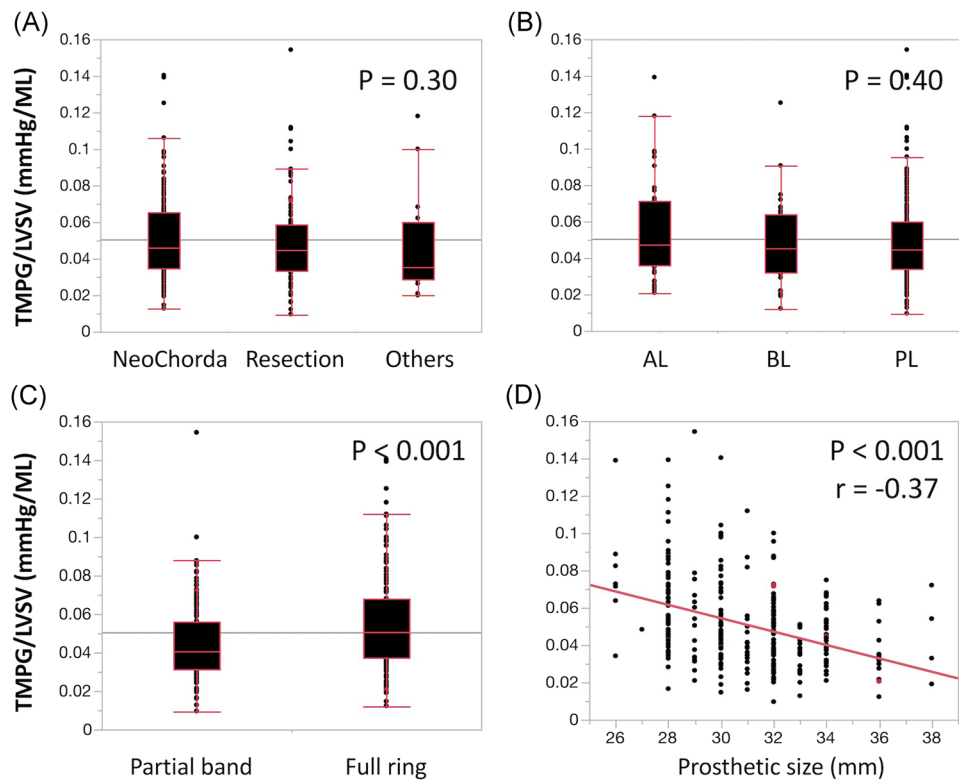 (A)
TMPG/LVSV (mmHg/ML)
0.16
0.14
0.12
0.1
0.08
0.06
0.04
0.02
0
P = 0.30
NeoChorda Resection Others
(B)
0.16
0.14
0.12
0.1
0.08
0.06
0.04
0.02
0
P = 0.40
AL BL PL
(C)
TMPG/LVSV (mmHg/ML)
0.16
0.14
0.12
0.1
0.08
0.06
0.04
0.02
0
P < 0.001
Partial band Full ring
(D)
0.16
0.14
0.12
0.1
0.08
0.06
0.04
0.02
0
P < 0.001
r = -0.37
26 28 30 32 34 36 38
Prosthetic size (mm)